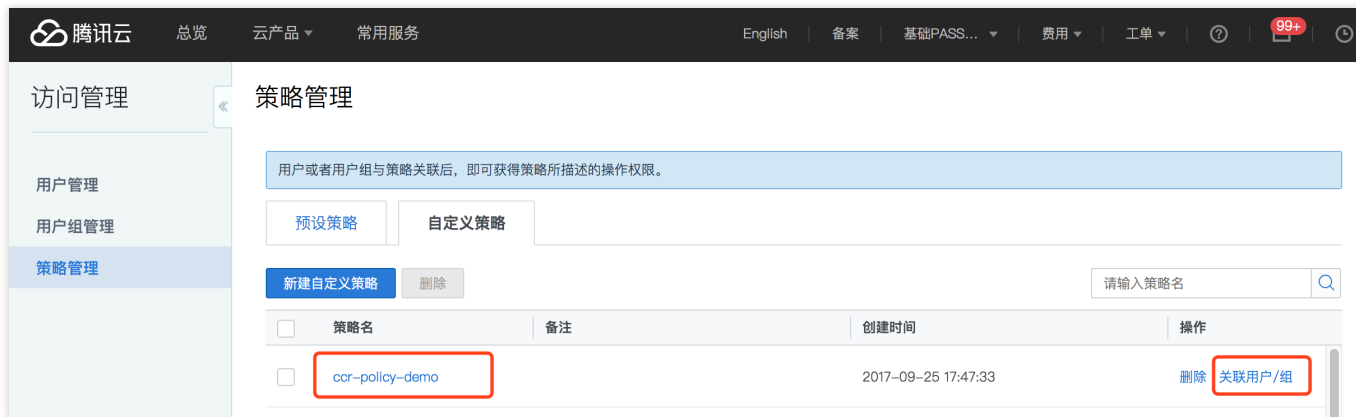 腾讯云 总览 云产品 常用服务 English 备案 基础PASS... 费用 工单 99+
访问管理
用户管理
用户组管理
策略管理
策略管理
用户或者用户组与策略关联后，即可获得策略所描述的操作权限。
预设策略 自定义策略
新建自定义策略 删除 请输入策略名
策略名 备注 创建时间 操作
ccr-policy-demo 2017-09-25 17:47:33 删除 关联用户/组